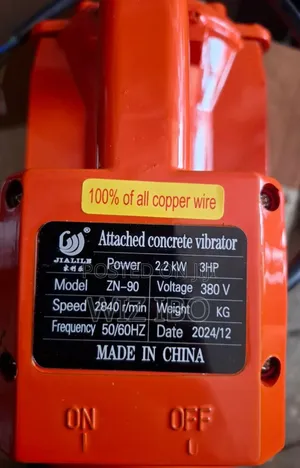 100% of all copper wire
JIALILE
Attached concrete vibrator
Power 2.2 kW 3HP
Model ZN-90 Voltage 380 V
Speed 2840 r/min Weight KG
Frequency 50/60HZ Date 2024/12
MADE IN CHINA
ON OFF